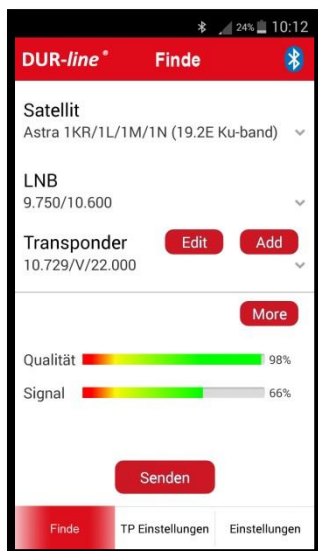 24% 10:12
DUR-line® Finde
Satellit
Astra 1KR/1L/1M/1N (19.2E Ku-band)
LNB
9.750/10.600
Transponder Edit Add
10.729/V/22.000
More
Qualität 98%
Signal 66%
Senden
Finde TP Einstellungen Einstellungen